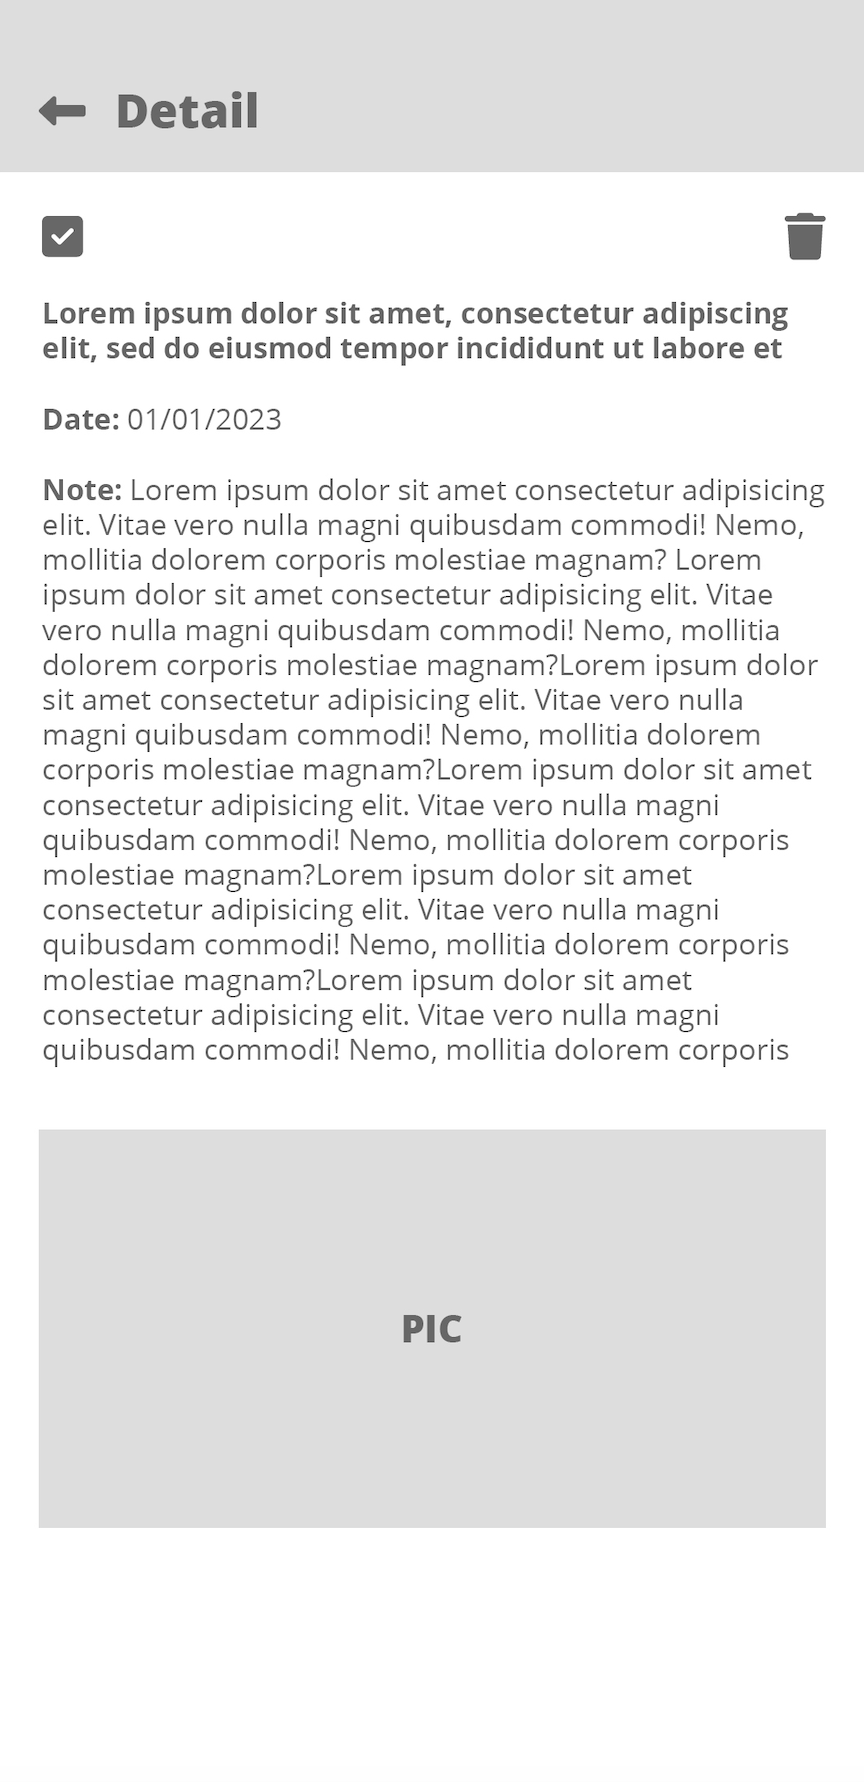 Detail
Lorem ipsum dolor sit amet, consectetur adipiscing
elit, sed do eiusmod tempor incididunt ut labore et
Date: 01/01/2023
Note: Lorem ipsum dolor sit amet consectetur adipisicing
elit. Vitae vero nulla magni quibusdam commodi! Nemo,
mollitia dolorem corporis molestiae magnam? Lorem
ipsum dolor sit amet consectetur adipisicing elit. Vitae
vero nulla magni quibusdam commodi! Nemo, mollitia
dolorem corporis molestiae magnam?Lorem ipsum dolor
sit amet consectetur adipisicing elit. Vitae vero nulla
magni quibusdam commodi! Nemo, mollitia dolorem
corporis molestiae magnam?Lorem ipsum dolor sit amet
consectetur adipisicing elit. Vitae vero nulla magni
quibusdam commodi! Nemo, mollitia dolorem corporis
molestiae magnam?Lorem ipsum dolor sit amet
consectetur adipisicing elit. Vitae vero nulla magni
quibusdam commodi! Nemo, mollitia dolorem corporis
molestiae magnam?Lorem ipsum dolor sit amet
consectetur adipisicing elit. Vitae vero nulla magni
quibusdam commodi! Nemo, mollitia dolorem corporis
PIC